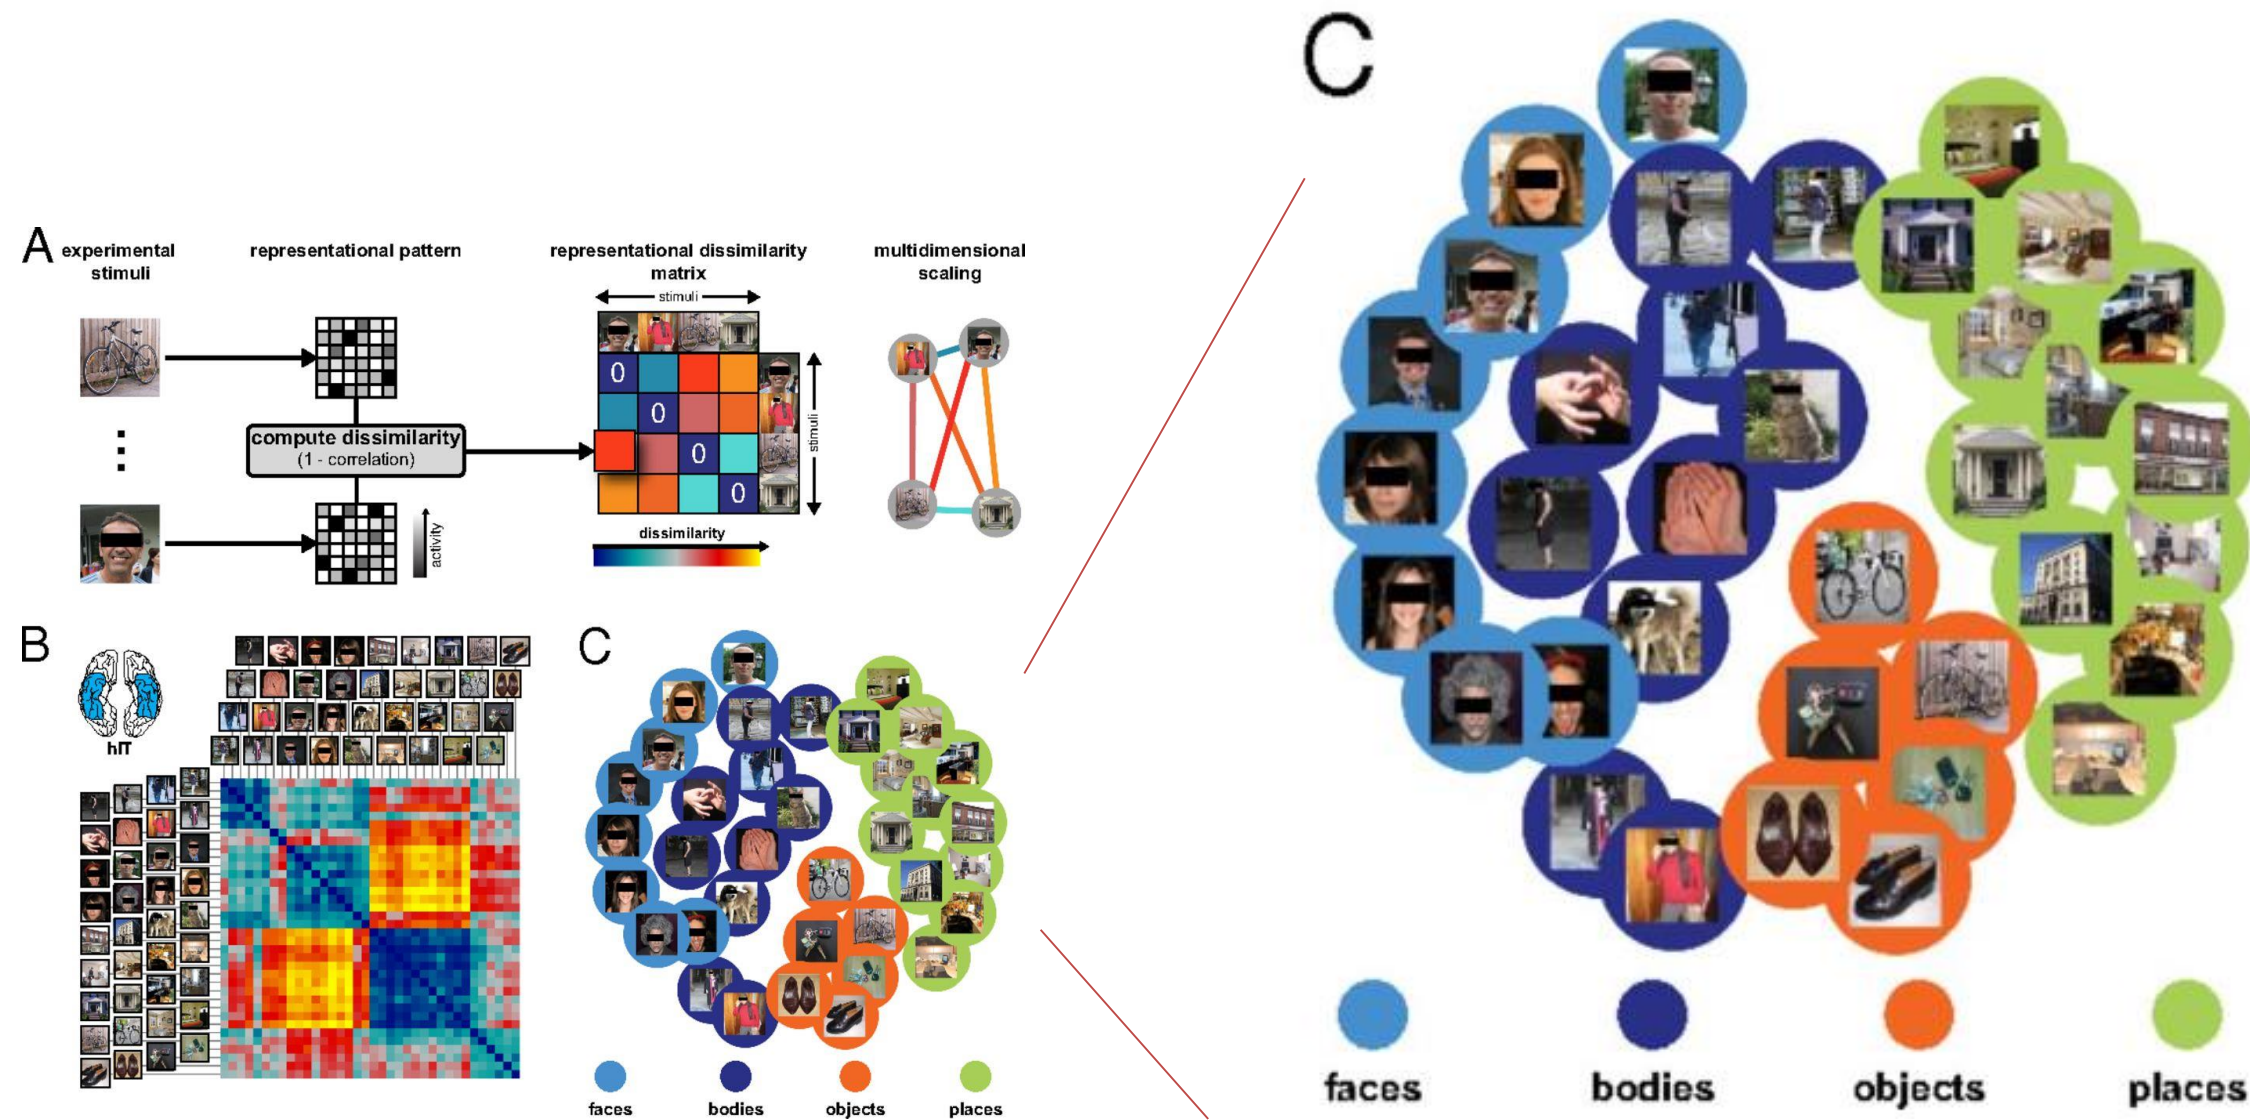 A
experimental
stimuli
representational pattern
representational dissimilarity
matrix
multidimensional
scaling
stimuli
0
0
0
0
stimuli
compute dissimilarity
(1 - correlation)
activity
dissimilarity
B
hIT
C
faces
bodies
objects
places
C
faces
bodies
objects
places